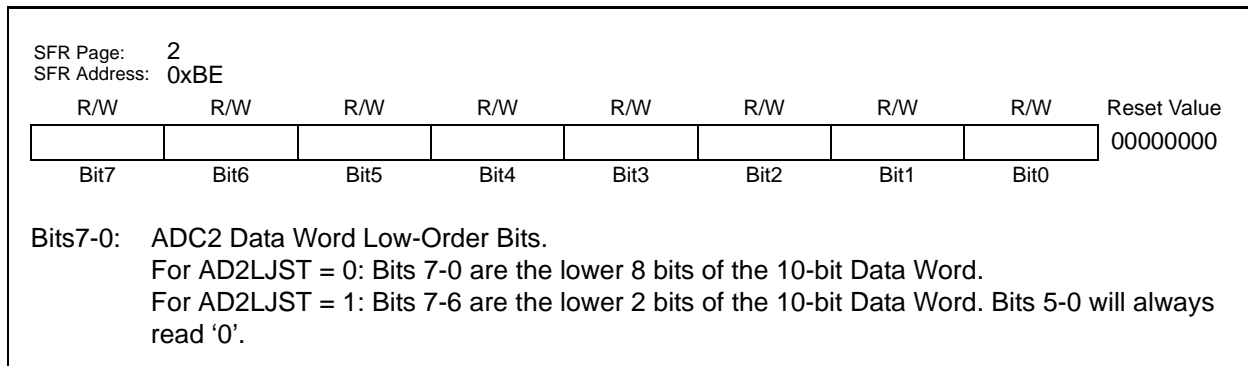 SFR Page: 2
SFR Address: 0xBE
R/W R/W R/W R/W R/W R/W R/W R/W Reset Value
00000000
Bit7 Bit6 Bit5 Bit4 Bit3 Bit2 Bit1 Bit0
Bits7-0: ADC2 Data Word Low-Order Bits.
For AD2LJST = 0: Bits 7-0 are the lower 8 bits of the 10-bit Data Word.
For AD2LJST = 1: Bits 7-6 are the lower 2 bits of the 10-bit Data Word. Bits 5-0 will always
read ‘0’.